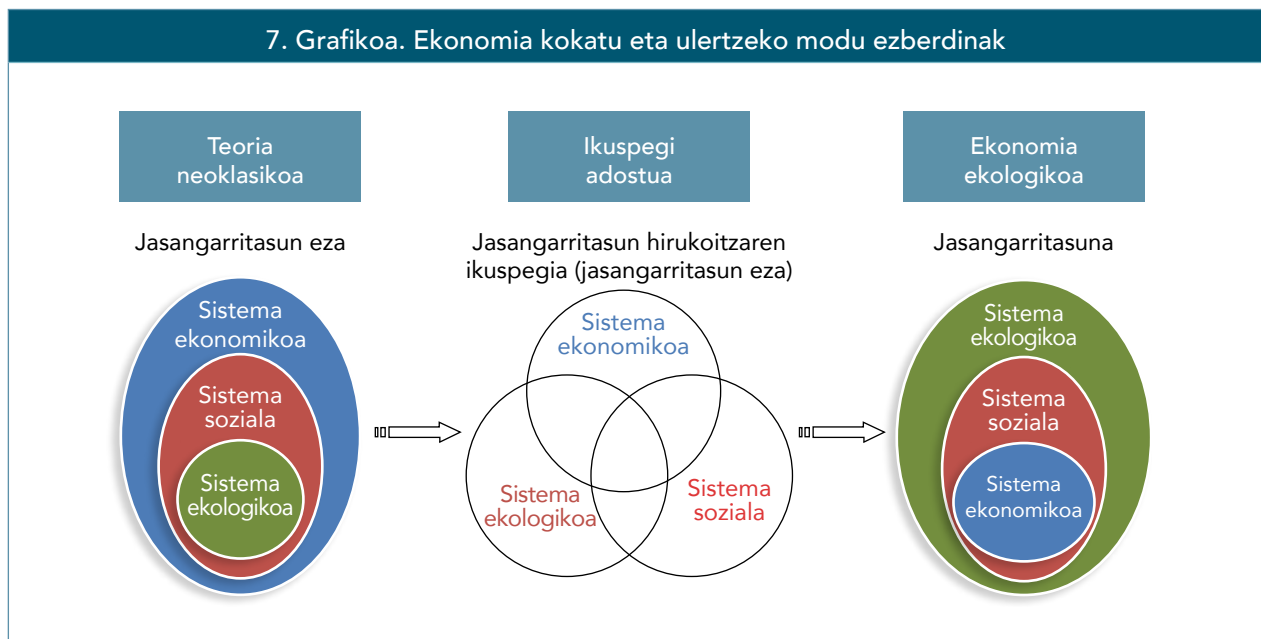 7. Grafikoa. Ekonomia kokatu eta ulertzeko modu ezberdinak
Teoria
neoklasikoa
Jasangarritasun eza
Sistema
ekonomikoa
Sistema
soziala
Sistema
ekologikoa
Ikuspegi
adostua
Jasangarritasun hirukoitzaren
ikuspegia (jasangarritasun eza)
Sistema
ekonomikoa
Sistema
ekologikoa
Sistema
soziala
Ekonomia
ekologikoa
Jasangarritasuna
Sistema
ekologikoa
Sistema
soziala
Sistema
ekonomikoa